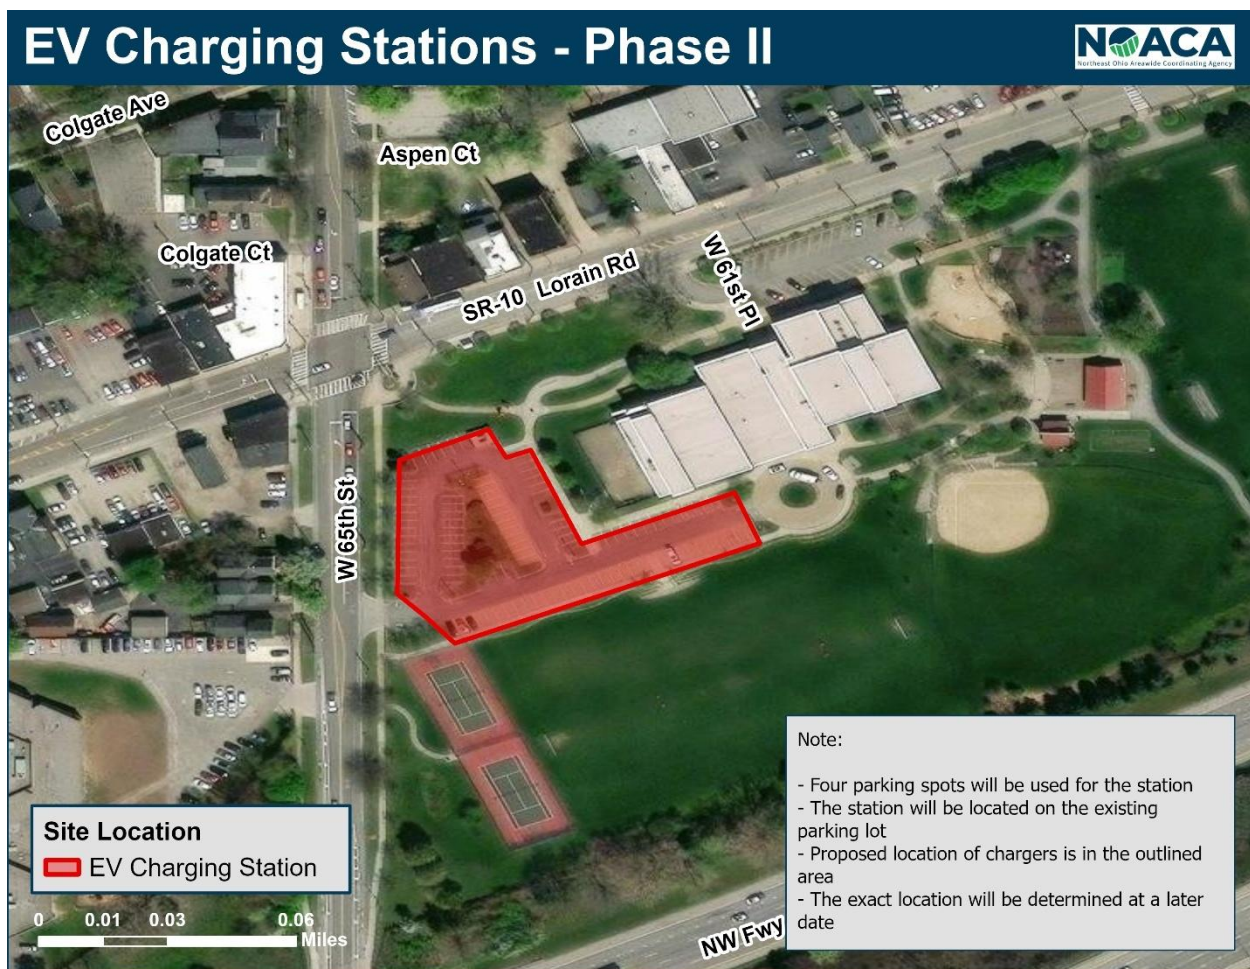 EV Charging Stations - Phase II
NOACA
Northeast Ohio Areawide Coordinating Agency
Colgate Ave
Aspen Ct
Colgate Ct
W 61st Pl
SR-10 Lorain Rd
W 65th St
Note:
- Four parking spots will be used for the station
- The station will be located on the existing
parking lot
- Proposed location of chargers is in the outlined
area
- The exact location will be determined at a later
date
Site Location
EV Charging Station
0 0.01 0.03 0.06
Miles
NW Fwy